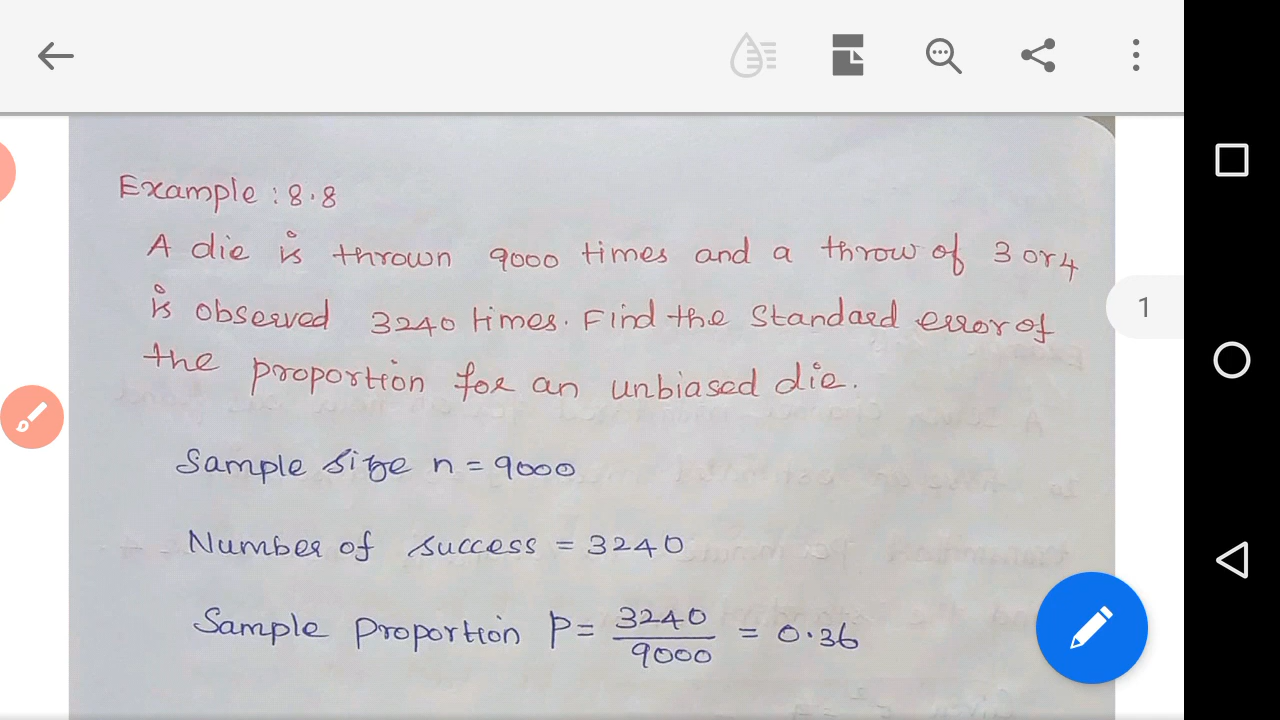 Example : 8.8
A die is thrown 9000 times and a throw of 3 or 4
is observed 3240 times. Find the Standard error of
the proportion for an unbiased die.
1
Sample size n = 9000
Number of success = 3240
Sample proportion P = 3240/9000 = 0.36